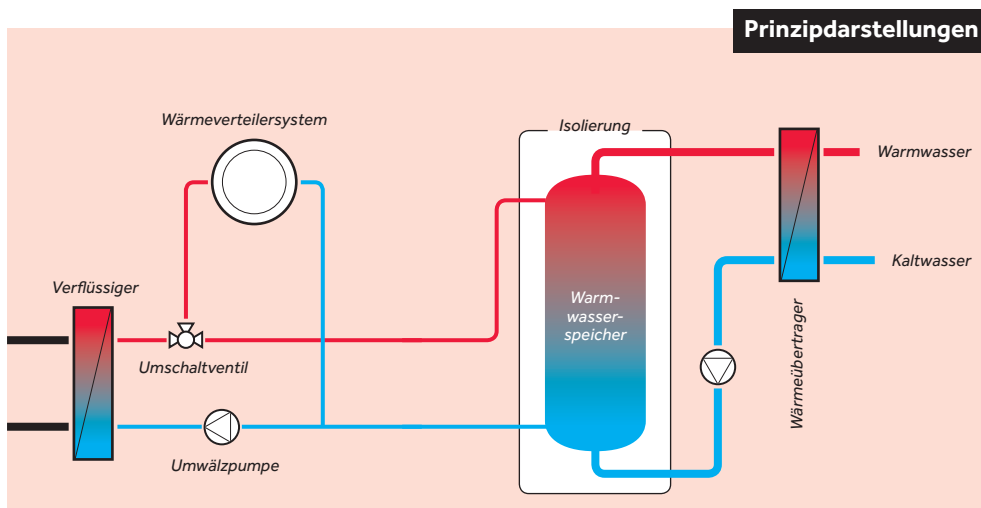 Prinzipdarstellungen
Wärmeverteilersystem
Isolierung
Warmwasser
Kaltwasser
Verflüssiger
Warm-
wasser-
speicher
Umschaltventil
Wärmeübertrager
Umwälzpumpe